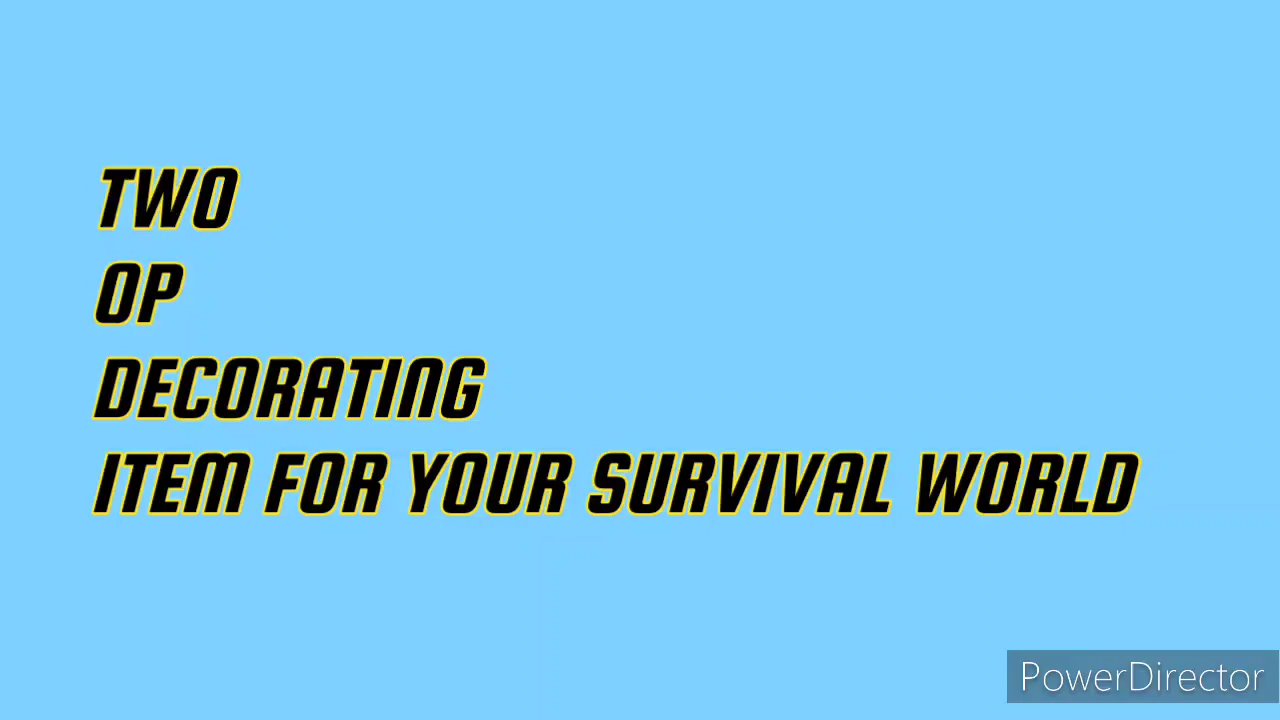 TWO
OP
DECORATING
ITEM FOR YOUR SURVIVAL WORLD
PowerDirector